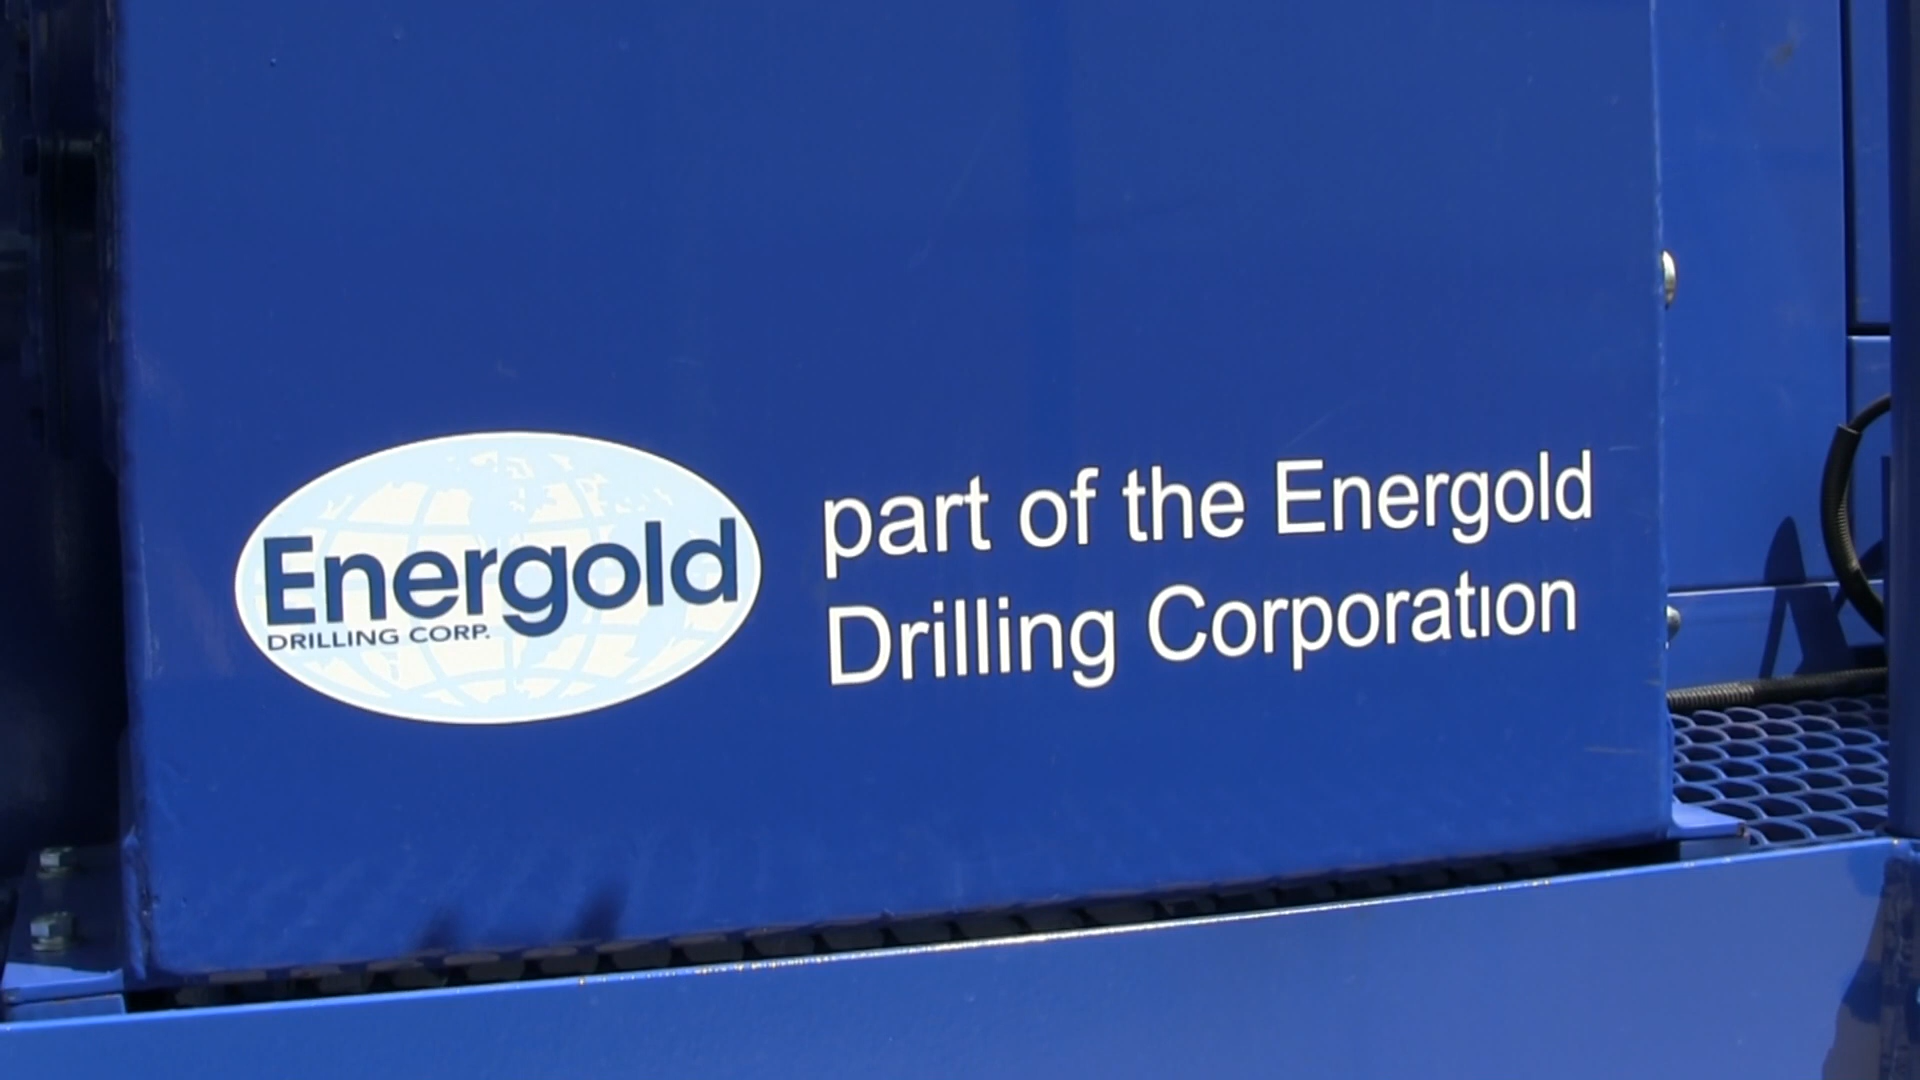 Energold
DRILLING CORP.
part of the Energold
Drilling Corporation